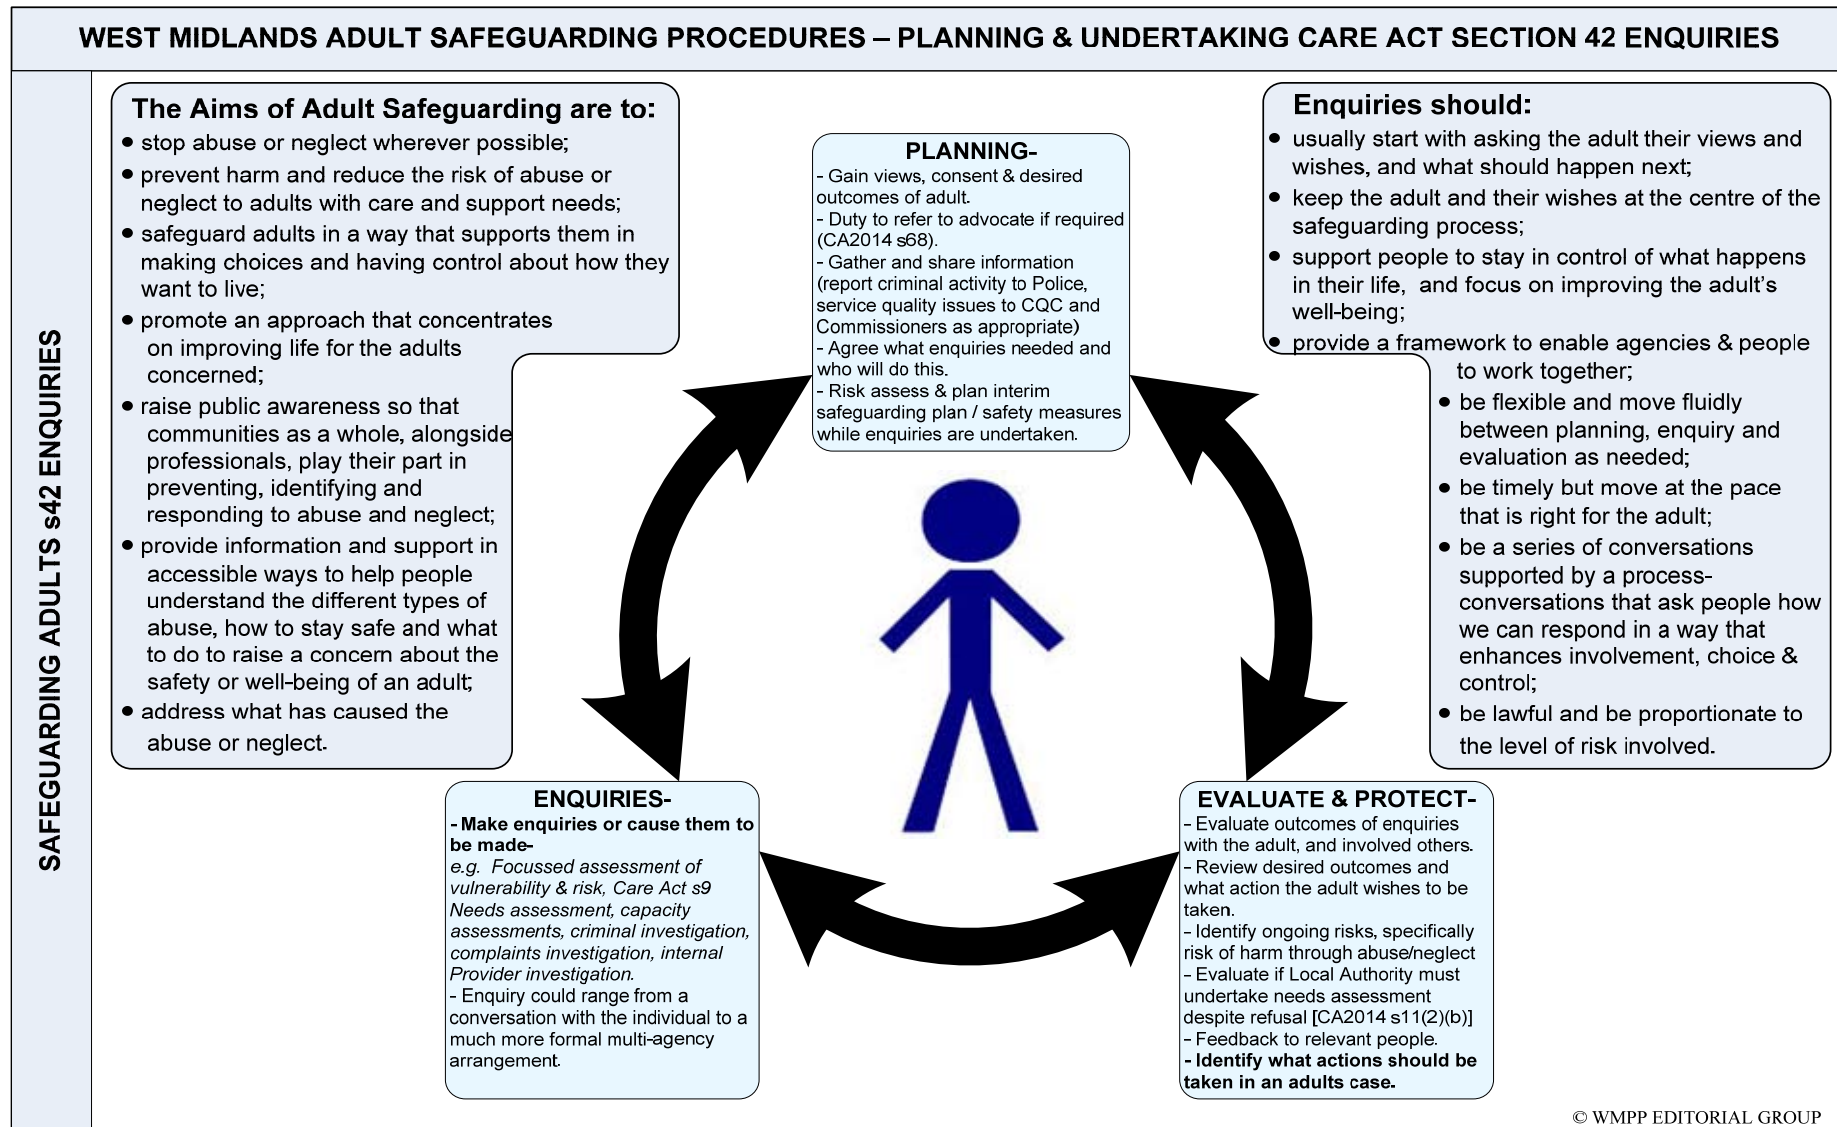 WEST MIDLANDS ADULT SAFEGUARDING PROCEDURES – PLANNING & UNDERTAKING CARE ACT SECTION 42 ENQUIRIES
SAFEGUARDING ADULTS s42 ENQUIRIES
The Aims of Adult Safeguarding are to:
• stop abuse or neglect wherever possible;
• prevent harm and reduce the risk of abuse or
neglect to adults with care and support needs;
• safeguard adults in a way that supports them in
making choices and having control about how they
want to live;
• promote an approach that concentrates
on improving life for the adults
concerned;
• raise public awareness so that
communities as a whole, alongside
professionals, play their part in
preventing, identifying and
responding to abuse and neglect;
• provide information and support in
accessible ways to help people
understand the different types of
abuse, how to stay safe and what
to do to raise a concern about the
safety or well-being of an adult;
• address what has caused the
abuse or neglect.
PLANNING-
- Gain views, consent & desired
outcomes of adult.
- Duty to refer to advocate if required
(CA2014 s68).
- Gather and share information
(report criminal activity to Police,
service quality issues to CQC and
Commissioners as appropriate)
- Agree what enquiries needed and
who will do this.
- Risk assess & plan interim
safeguarding plan / safety measures
while enquiries are undertaken.
Enquiries should:
• usually start with asking the adult their views and
wishes, and what should happen next;
• keep the adult and their wishes at the centre of the
safeguarding process;
• support people to stay in control of what happens
in their life, and focus on improving the adult's
well-being;
• provide a framework to enable agencies & people
to work together;
• be flexible and move fluidly
between planning, enquiry and
evaluation as needed;
• be timely but move at the pace
that is right for the adult;
• be a series of conversations
supported by a process-
conversations that ask people how
we can respond in a way that
enhances involvement, choice &
control;
• be lawful and be proportionate to
the level of risk involved.
ENQUIRIES-
- Make enquiries or cause them to
be made-
e.g. Focussed assessment of
vulnerability & risk, Care Act s9
Needs assessment, capacity
assessments, criminal investigation,
complaints investigation, internal
Provider investigation.
- Enquiry could range from a
conversation with the individual to a
much more formal multi-agency
arrangement.
EVALUATE & PROTECT-
- Evaluate outcomes of enquiries
with the adult, and involved others.
- Review desired outcomes and
what action the adult wishes to be
taken.
- Identify ongoing risks, specifically
risk of harm through abuse/neglect
- Evaluate if Local Authority must
undertake needs assessment
despite refusal [CA2014 s11(2)(b)]
- Feedback to relevant people.
- Identify what actions should be
taken in an adults case.
© WMPP EDITORIAL GROUP